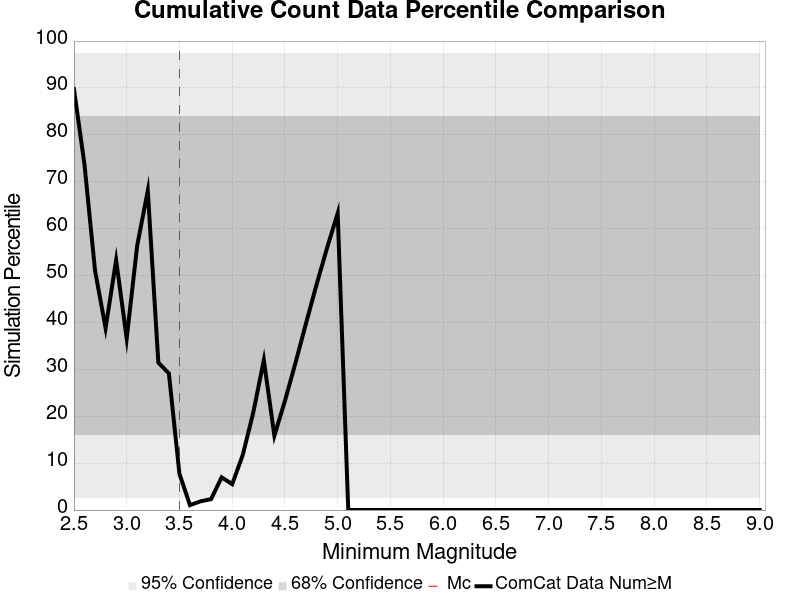 Cumulative Count Data Percentile Comparison
100
90
80
70
60
50
40
30
20
10
0
Simulation Percentile
2.5 3.0 3.5 4.0 4.5 5.0 5.5 6.0 6.5 7.0 7.5 8.0 8.5 9.0
Minimum Magnitude
95% Confidence 68% Confidence Mc ComCat Data Num≥M